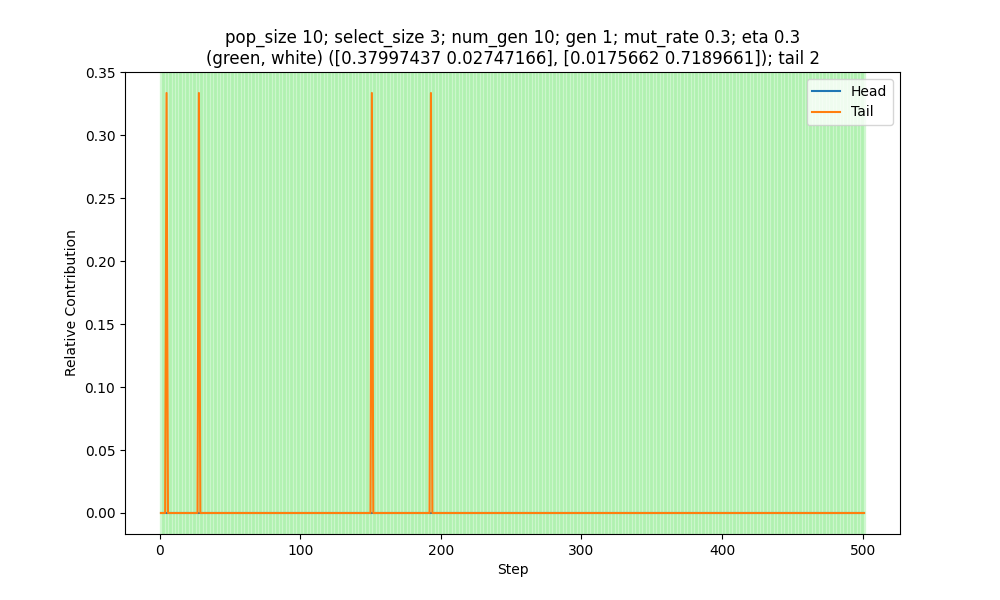 pop_size 10; select_size 3; num_gen 10; gen 1; mut_rate 0.3; eta 0.3
(green, white) ([0.37997437 0.02747166], [0.0175662 0.7189661]); tail 2
Head
Tail
Relative Contribution
0.35
0.30
0.25
0.20
0.15
0.10
0.05
0.00
0 100 200 300 400 500
Step